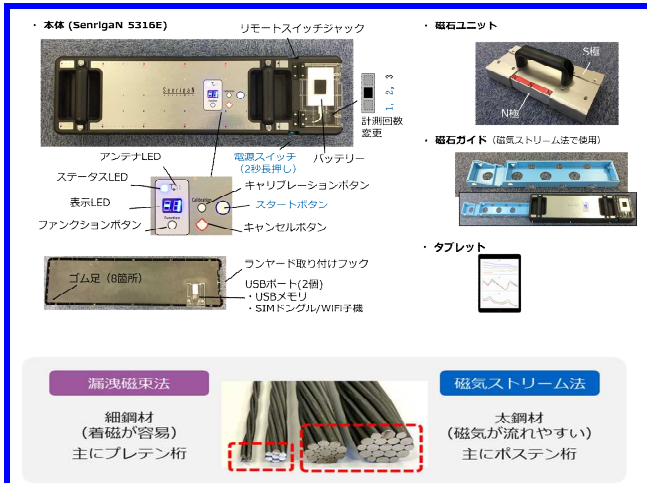 ・ 本体 (SenrigaN 5316E)
リモートスイッチジャック
SenrigaN
1, 2, 3
計測回数
変更
バッテリー
電源スイッチ
(2秒長押し)
アンテナLED
ステータスLED
表示LED
ファンクションボタン
Calibration
Function
キャリブレーションボタン
スタートボタン
キャンセルボタン
ゴム足（8箇所）
ランヤード取り付けフック
USBポート(2個)
・USBメモリ
・SIMドングル/WiFi子機
・ 磁石ユニット
S極
N極
・ 磁石ガイド（磁気ストリーム法で使用）
・ タブレット
漏洩磁束法
細鋼材
(着磁が容易)
主にプレテン桁
磁気ストリーム法
太鋼材
(磁気が流れやすい)
主にポステン桁